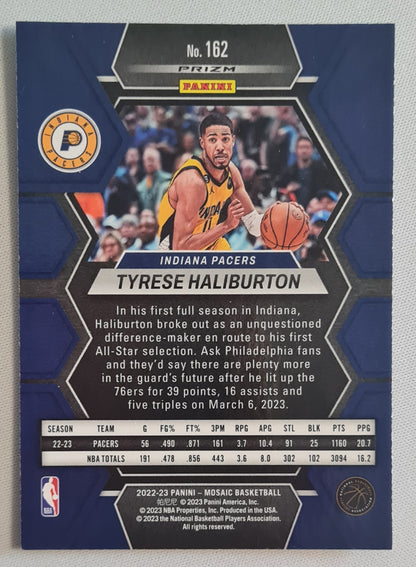 No. 162
PRIZM
PANINI
INDIANA
PACERS
INDIANA PACERS
TYRESE HALIBURTON
In his first full season in Indiana,
Haliburton broke out as an unquestioned
difference-maker en route to his first
All-Star selection. Ask Philadelphia fans
and they'd say there are plenty more
in the guard's future after he lit up the
76ers for 39 points, 16 assists and
five triples on March 6, 2023.
SEASON TEAM G FG% FT% 3PM RPG APG STL BLK PTS PPG
22-23 PACERS 56 .490 .871 161 3.7 10.4 91 25 1160 20.7
NBA TOTALS 191 .478 .856 443 3.6 8.0 302 102 3094 16.2
2022-23 PANINI – MOSAIC BASKETBALL
帕尼尼 © 2023 Panini America, Inc.
© 2023 NBA Properties, Inc. Produced in the USA.
© 2023 the National Basketball Players Association.
All rights reserved.
NBA